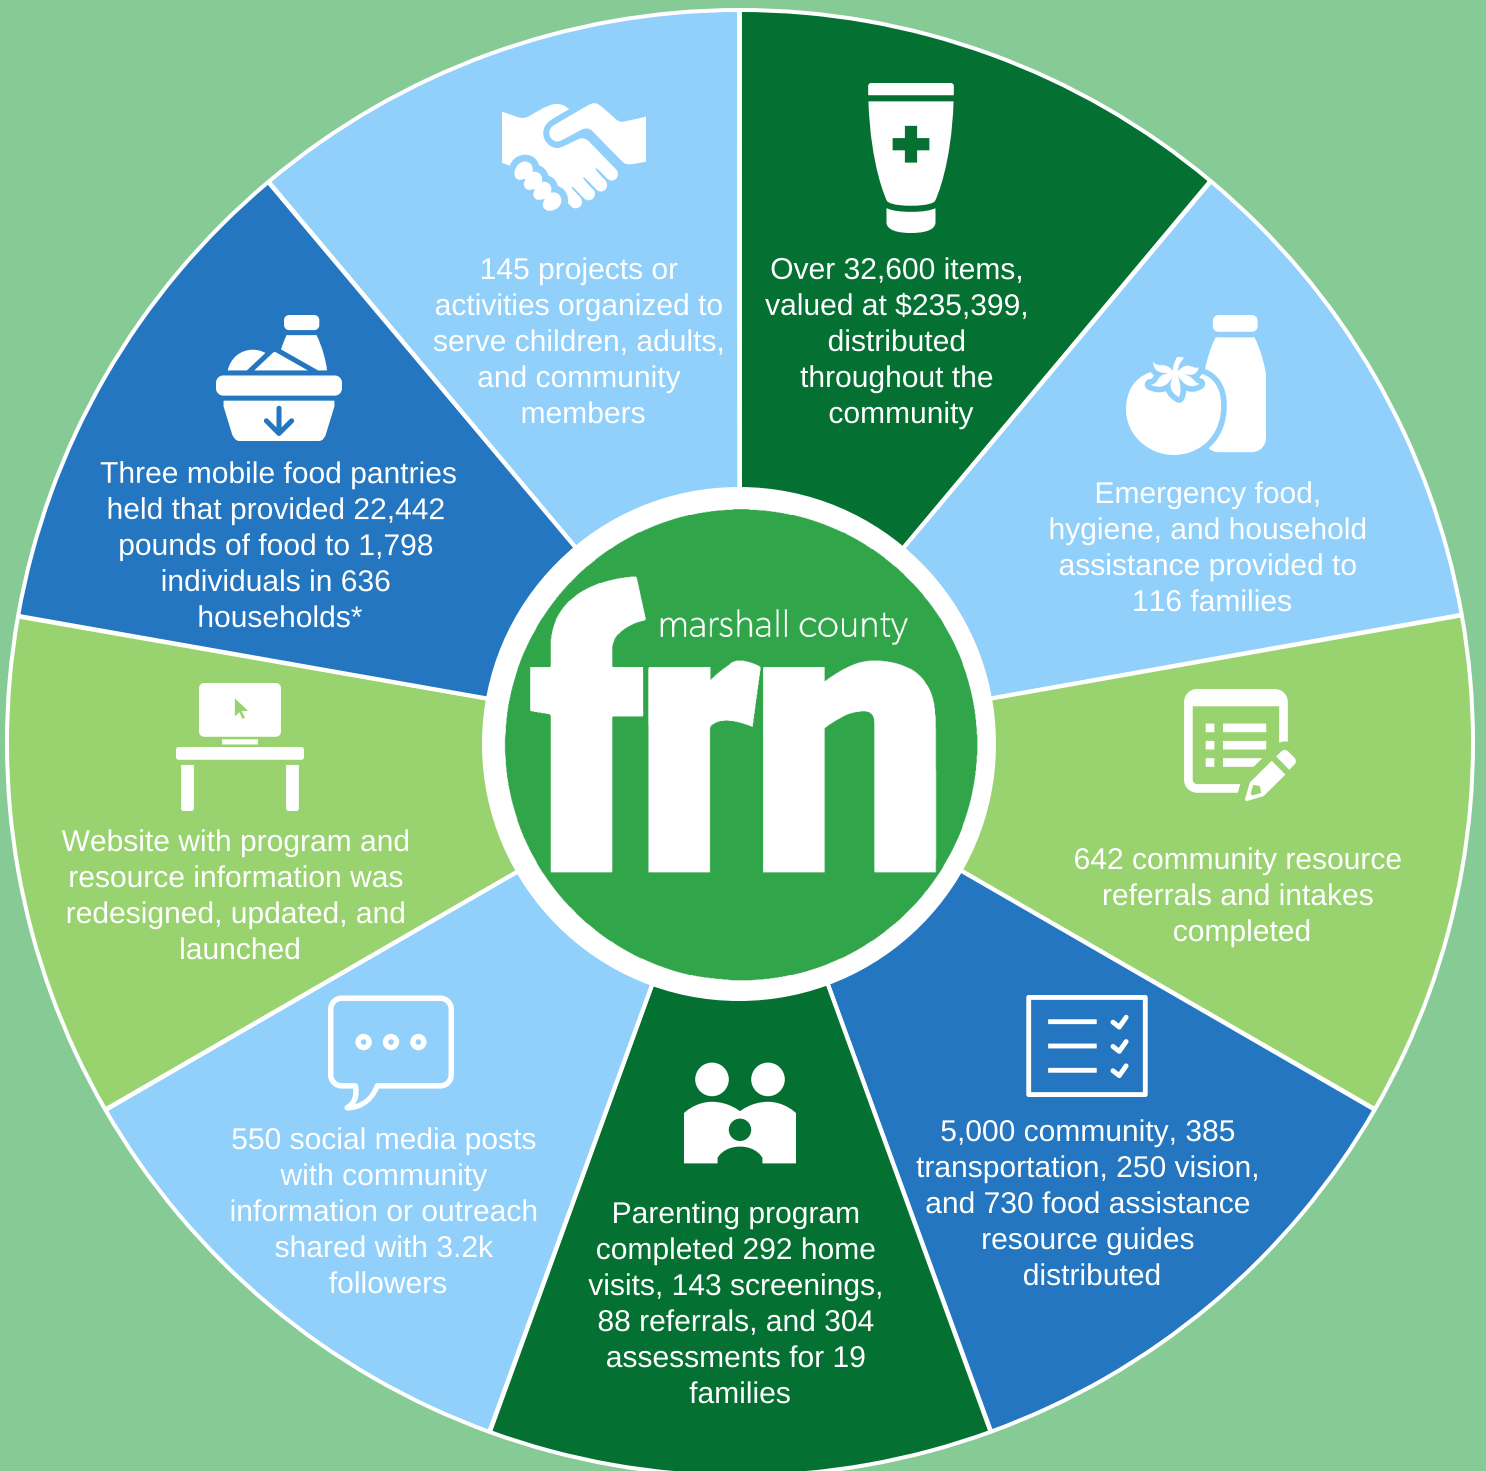 145 projects or
activities organized to
serve children, adults,
and community
members
Over 32,600 items,
valued at $235,399,
distributed
throughout the
community
Emergency food,
hygiene, and household
assistance provided to
116 families
642 community resource
referrals and intakes
completed
5,000 community, 385
transportation, 250 vision,
and 730 food assistance
resource guides
distributed
Parenting program
completed 292 home
visits, 143 screenings,
88 referrals, and 304
assessments for 19
families
550 social media posts
with community
information or outreach
shared with 3.2k
followers
Website with program and
resource information was
redesigned, updated, and
launched
Three mobile food pantries
held that provided 22,442
pounds of food to 1,798
individuals in 636
households*
marshall county
frn